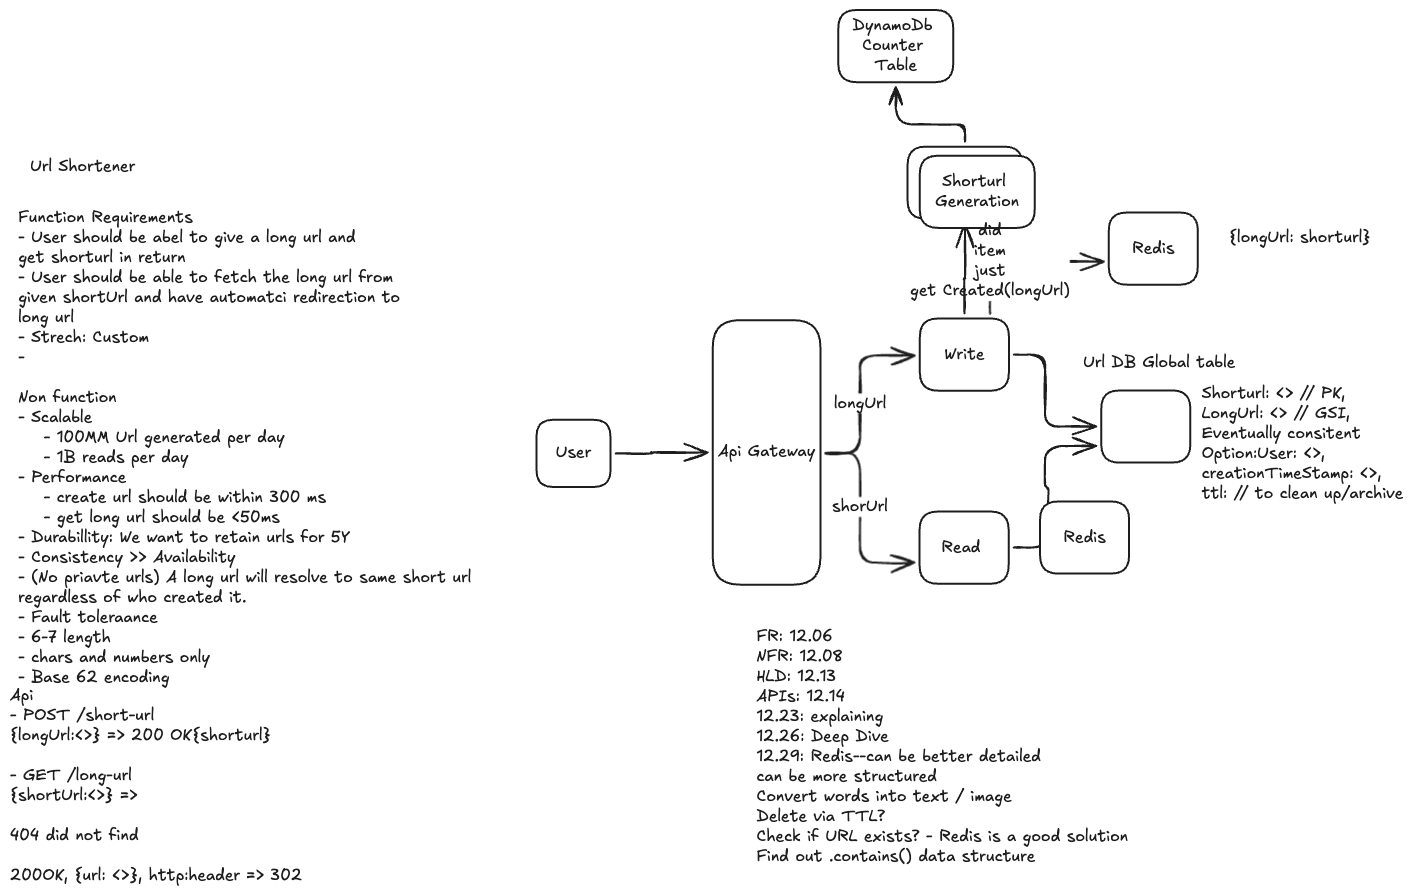 DynamoDb
Counter
Table
Url Shortener
Shorturl
Generation
Function Requirements
- User should be abel to give a long url and
get shorturl in return
- User should be able to fetch the long url from
given shortUrl and have automatci redirection to
long url
- Strech: Custom
-
did
item
just
get Created(longUrl)
Redis
{longUrl: shorturl}
Write
Url DB Global table
Shorturl: <> // PK,
LongUrl: <> // GSI,
Eventually consitent
Option:User: <>,
creationTimeStamp: <>,
ttl: // to clean up/archive
longUrl
User
Api Gateway
shorUrl
Read
Redis
Non function
- Scalable
- 100MM Url generated per day
- 1B reads per day
- Performance
- create url should be within 300 ms
- get long url should be <50ms
- Durabillity: We want to retain urls for 5Y
- Consistency >> Availability
- (No priavte urls) A long url will resolve to same short url
regardless of who created it.
- Fault toleraance
- 6-7 length
- chars and numbers only
- Base 62 encoding
Api
- POST /short-url
{longUrl:<>} => 200 OK{shorturl}
- GET /long-url
{shortUrl:<>} =>
404 did not find
200OK, {url: <>}, http:header => 302
FR: 12.06
NFR: 12.08
HLD: 12.13
APIs: 12.14
12.23: explaining
12.26: Deep Dive
12.29: Redis--can be better detailed
can be more structured
Convert words into text / image
Delete via TTL?
Check if URL exists? - Redis is a good solution
Find out .contains() data structure